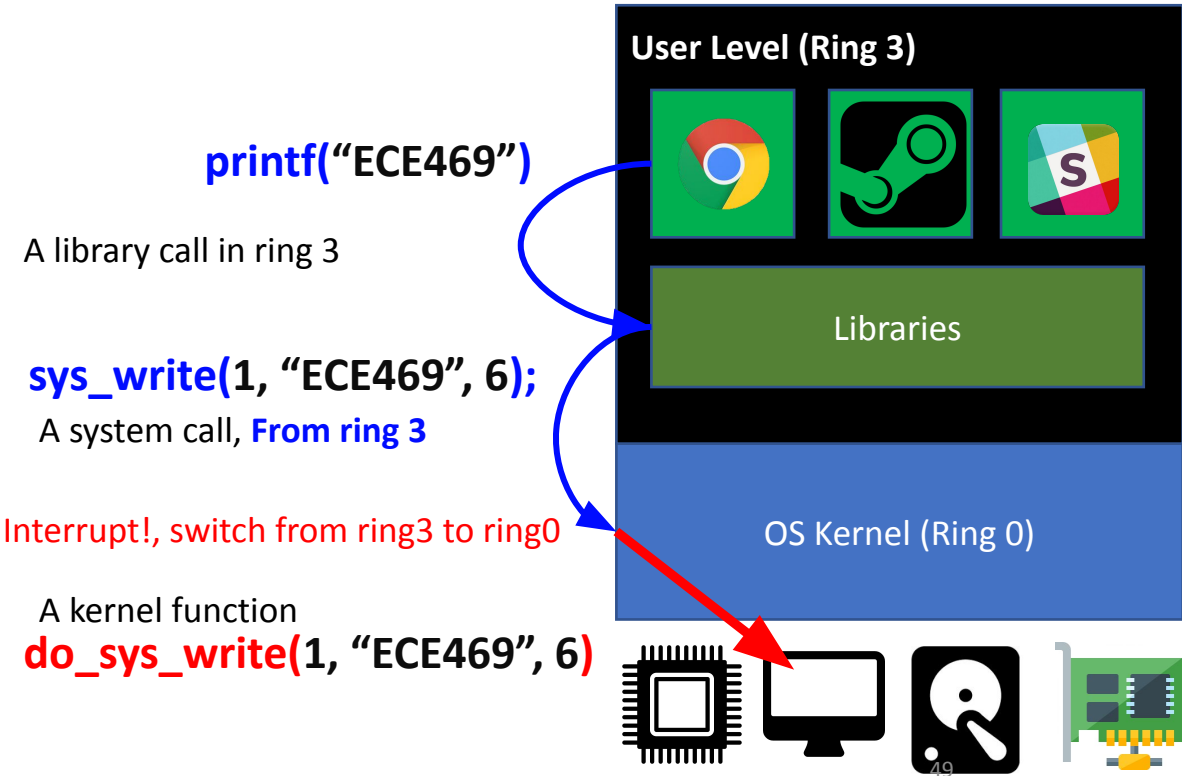 User Level (Ring 3)
printf(“ECE469”)
A library call in ring 3
S
Libraries
sys_write(1, “ECE469”, 6);
A system call, From ring 3
Interrupt!, switch from ring3 to ring0
OS Kernel (Ring 0)
A kernel function
do_sys_write(1, “ECE469”, 6)
49